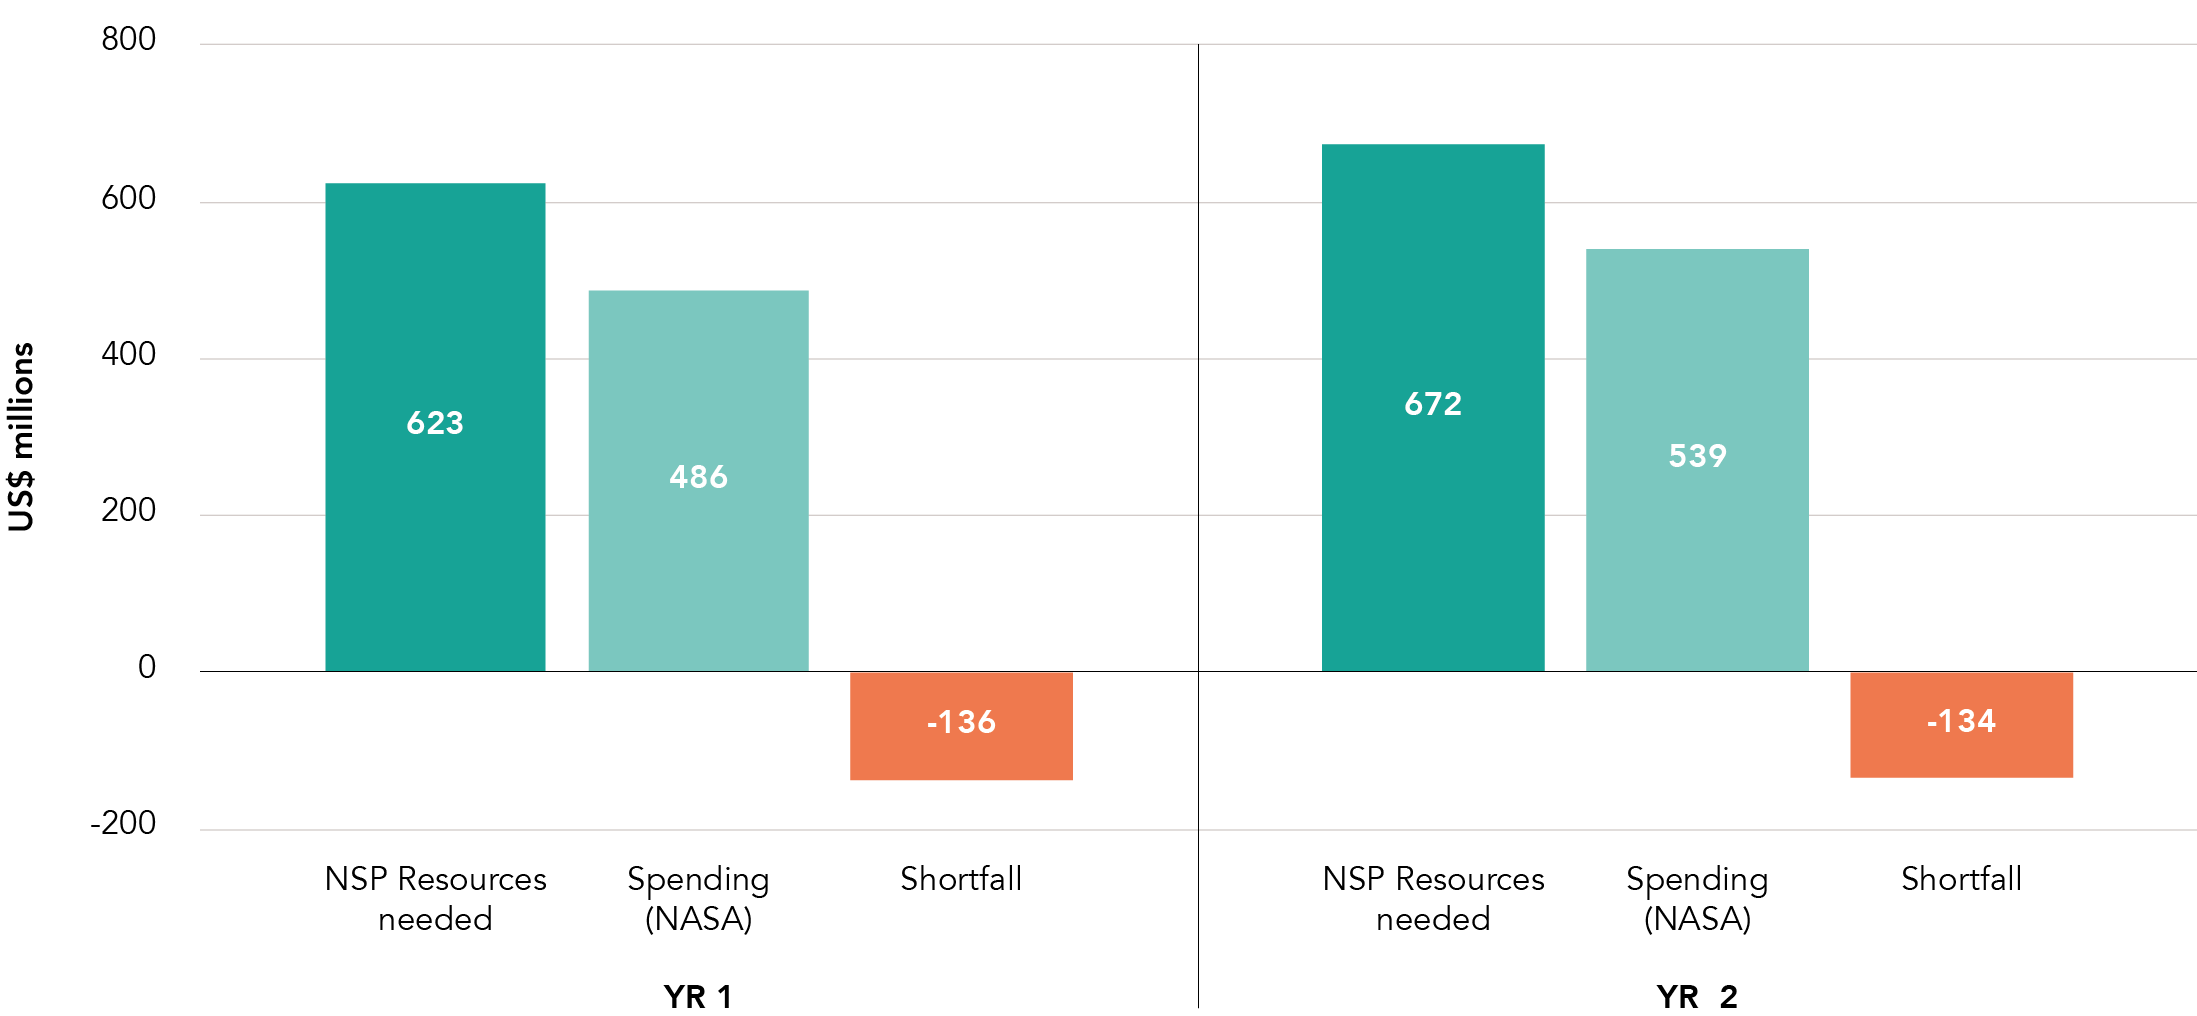 US$ millions
800
600
400
200
0
-200
623
486
-136
672
539
-134
NSP Resources
needed
Spending
(NASA)
Shortfall
NSP Resources
needed
Spending
(NASA)
Shortfall
YR 1
YR  2